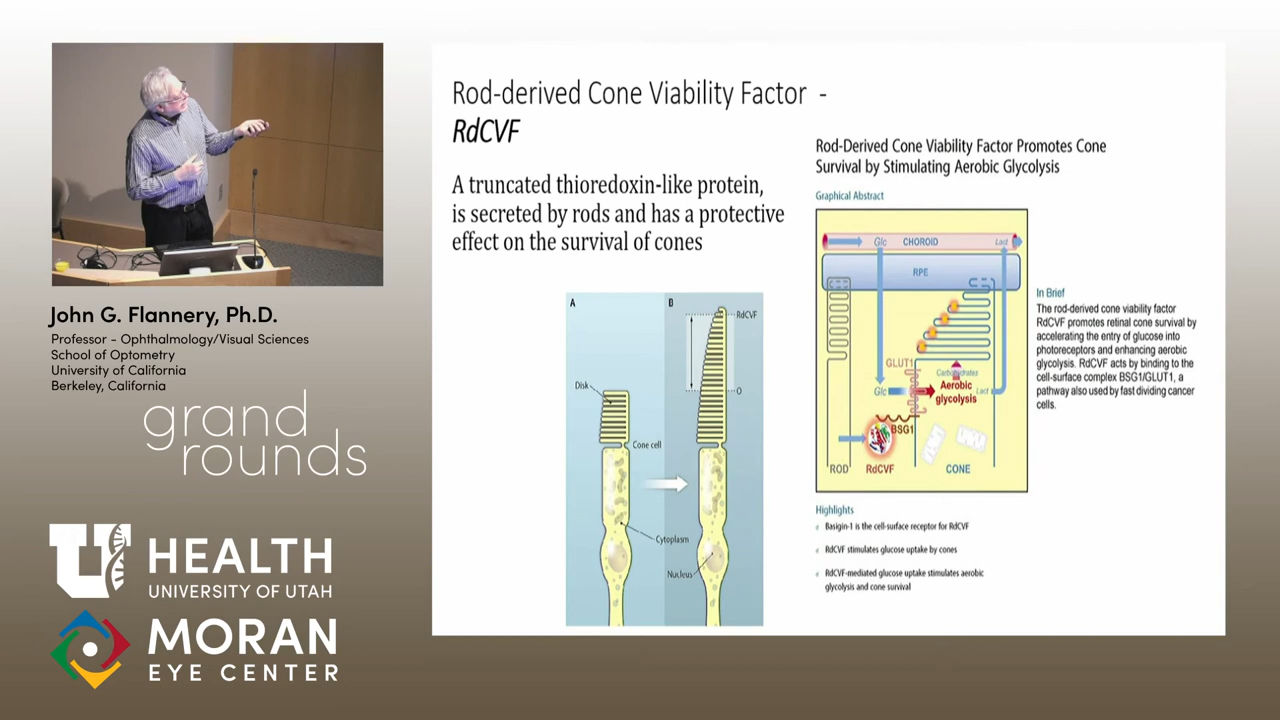 John G. Flannery, Ph.D.
Professor - Ophthalmology/Visual Sciences
School of Optometry
University of California
Berkeley, California
grand
rounds
U HEALTH
UNIVERSITY OF UTAH
MORAN
EYE CENTER
Rod-derived Cone Viability Factor -
RdCVF
A truncated thioredoxin-like protein,
is secreted by rods and has a protective
effect on the survival of cones
A
B
RdCVF
Disk
0
Cone cell
Cytoplasm
Nucleus
Rod-Derived Cone Viability Factor Promotes Cone
Survival by Stimulating Aerobic Glycolysis
Graphical Abstract
Glc CHOROID Lact
RPE
GLUT1
Carbohydrates
Glc Aerobic Lact
glycolysis
BSG1
ROD RdCVF CONE
In Brief
The rod-derived cone viability factor
RdCVF promotes retinal cone survival by
accelerating the entry of glucose into
photoreceptors and enhancing aerobic
glycolysis. RdCVF acts by binding to the
cell-surface complex BSG1/GLUT1, a
pathway also used by fast dividing cancer
cells.
Highlights
Basigin-1 is the cell-surface receptor for RdCVF
RdCVF stimulates glucose uptake by cones
RdCVF-mediated glucose uptake stimulates aerobic
glycolysis and cone survival